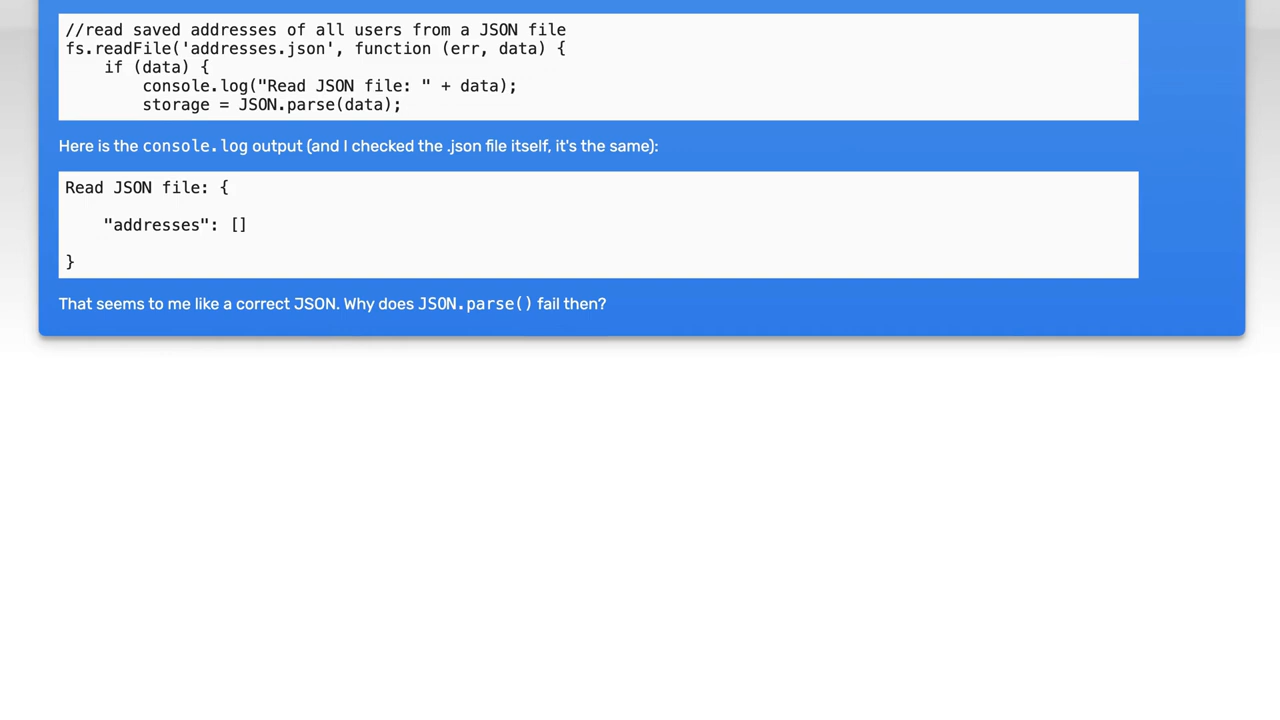 //read saved addresses of all users from a JSON file
fs.readFile('addresses.json', function (err, data) {
    if (data) {
        console.log("Read JSON file: " + data);
        storage = JSON.parse(data);
Here is the console.log output (and I checked the .json file itself, it's the same):
Read JSON file: {
    "addresses": []
}
That seems to me like a correct JSON. Why does JSON.parse() fail then?